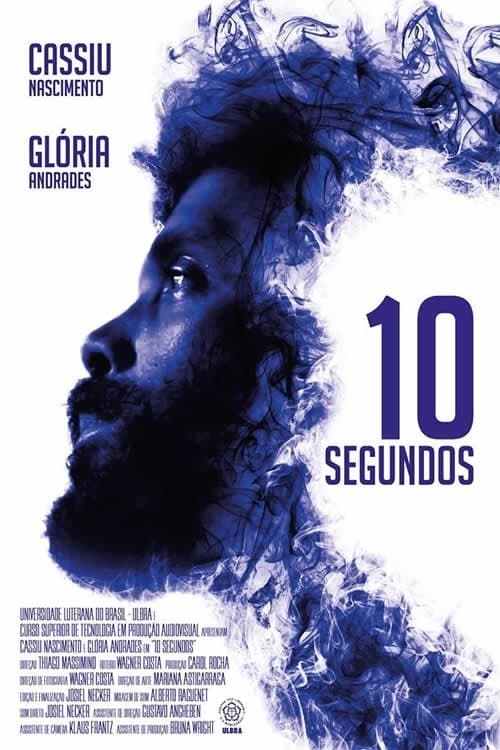 CASSIU
NASCIMENTO
GLÓRIA
ANDRADES
10
SEGUNDOS
UNIVERSIDADE LUTERANA DO BRASIL - ULBRA E
CURSO SUPERIOR DE TECNOLOGIA EM PRODUÇÃO AUDIOVISUAL APRESENTAM
CASSIU NASCIMENTO E GLÓRIA ANDRADES EM "10 SEGUNDOS"
DIREÇÃO THIAGO MASSIMINO ROTEIRO WAGNER COSTA PRODUÇÃO CAROL ROCHA
DIREÇÃO DE FOTOGRAFIA WAGNER COSTA DIREÇÃO DE ARTE MARIANA ASTIGARRAGA
EDIÇÃO E FINALIZAÇÃO JOSIEL NECKER MIXAGEM DE SOM ALBERTO RAGUENET
SOM DIRETO JOSIEL NECKER ASSISTENTE DE DIREÇÃO GUSTAVO ANGHEBEN
ASSISTENTE DE CÂMERA KLAUS FRANTZ ASSISTENTE DE PRODUÇÃO BRUNA WRIGHT
ULBRA